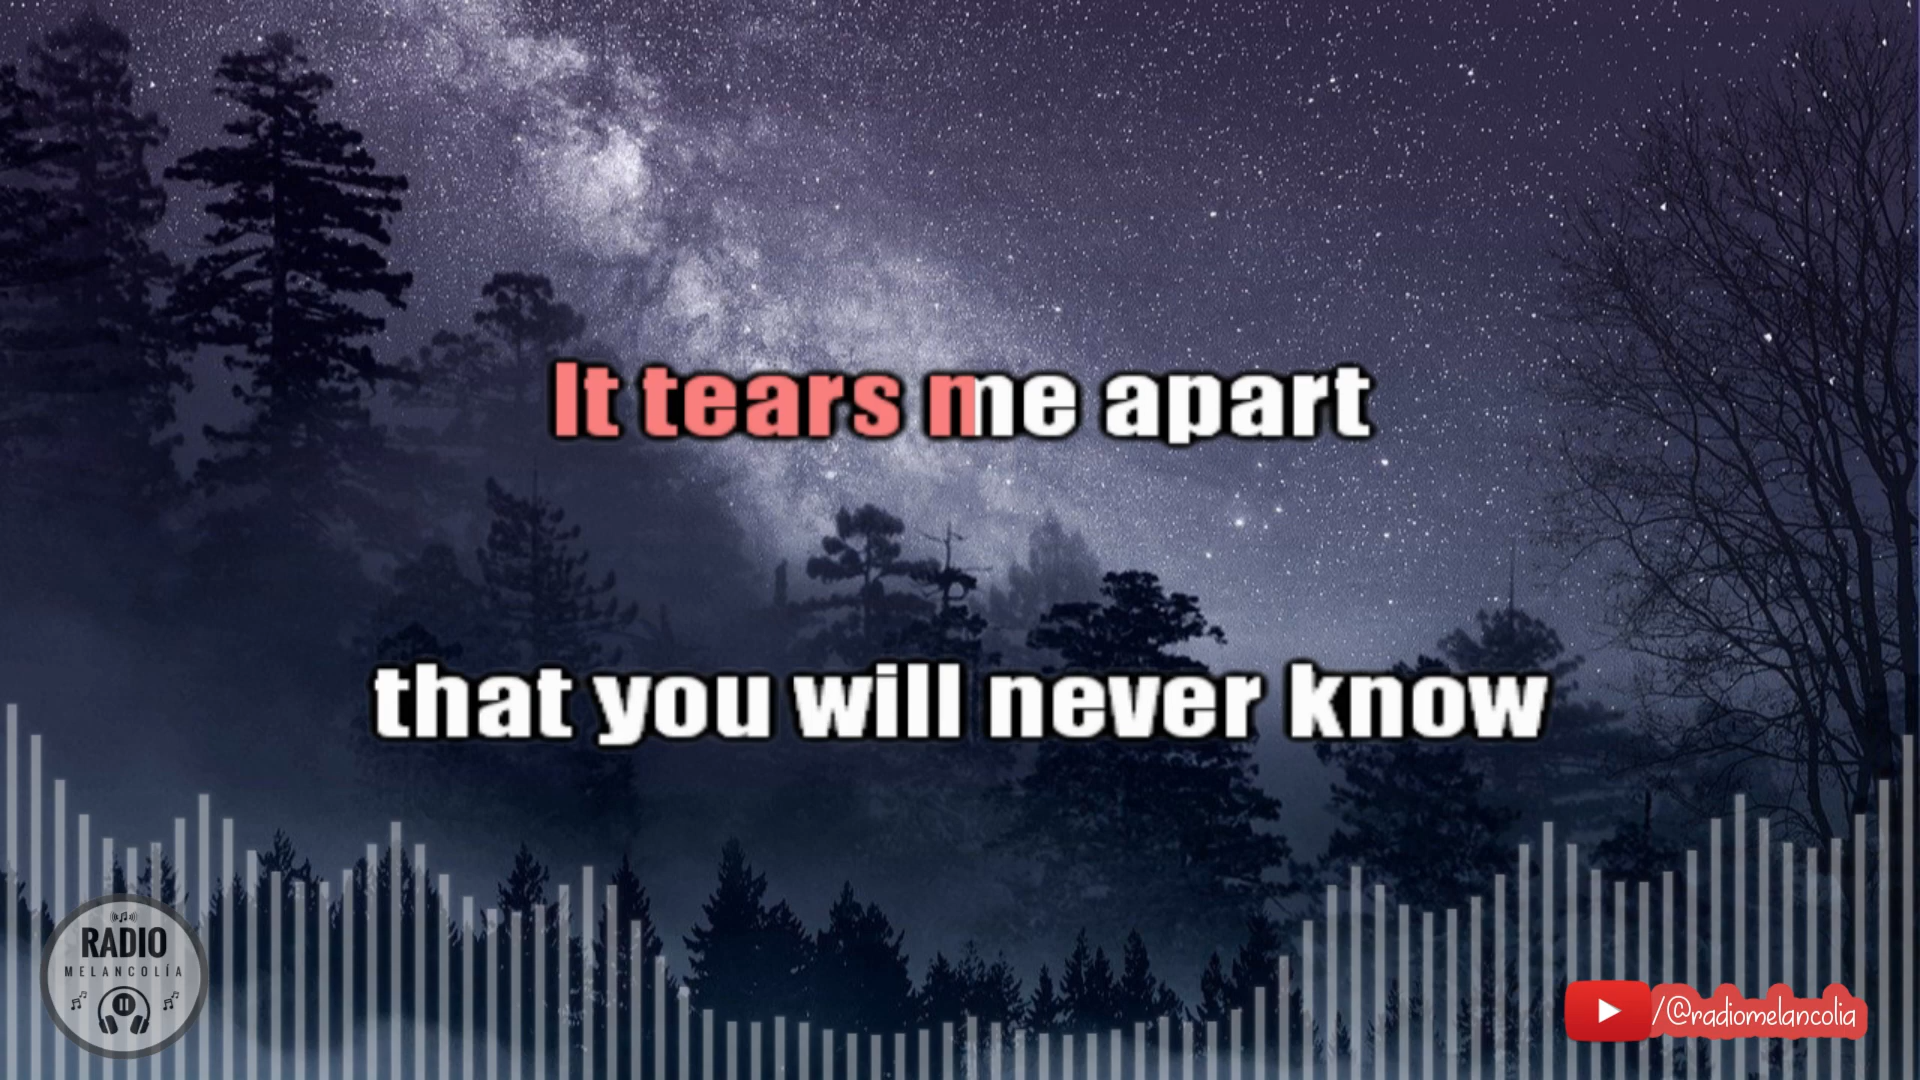 It tears me apart
that you will never know
RADIO
MELANCOLÍA
/@radiomelancolia